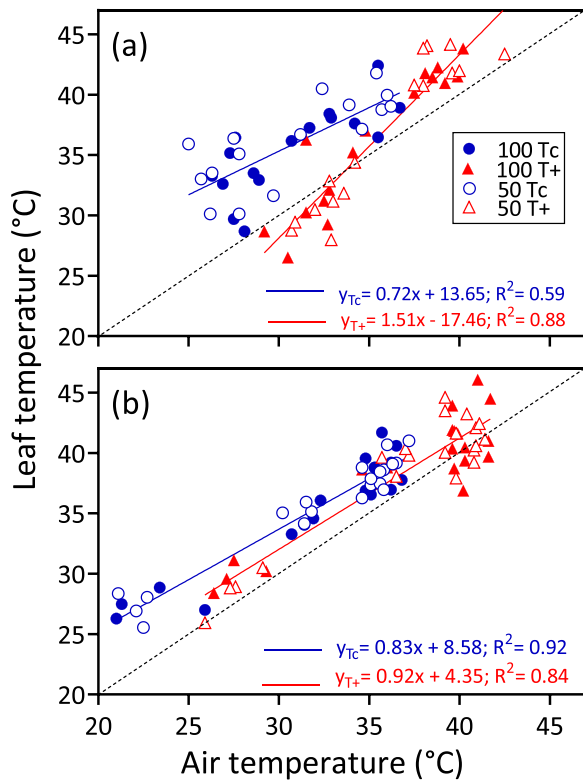 45
(a)
40
35
30
25
20
100 Tc
100 T+
50 Tc
50 T+
yTc = 0.72x + 13.65; R² = 0.59
yT+ = 1.51x - 17.46; R² = 0.88
Leaf temperature (°C)
45
(b)
40
35
30
25
20
yTc = 0.83x + 8.58; R² = 0.92
yT+ = 0.92x + 4.35; R² = 0.84
20 25 30 35 40 45
Air temperature (°C)